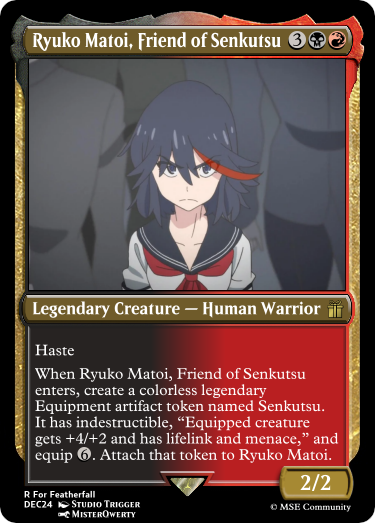 Ryuko Matoi, Friend of Senkutsu 3
Legendary Creature — Human Warrior
Haste
When Ryuko Matoi, Friend of Senkutsu
enters, create a colorless legendary
Equipment artifact token named Senkutsu.
It has indestructible, “Equipped creature
gets +4/+2 and has lifelink and menace,” and
equip 6. Attach that token to Ryuko Matoi.
2/2
R For Featherfall
DEC24 Studio Trigger
MisterQwerty
© MSE Community